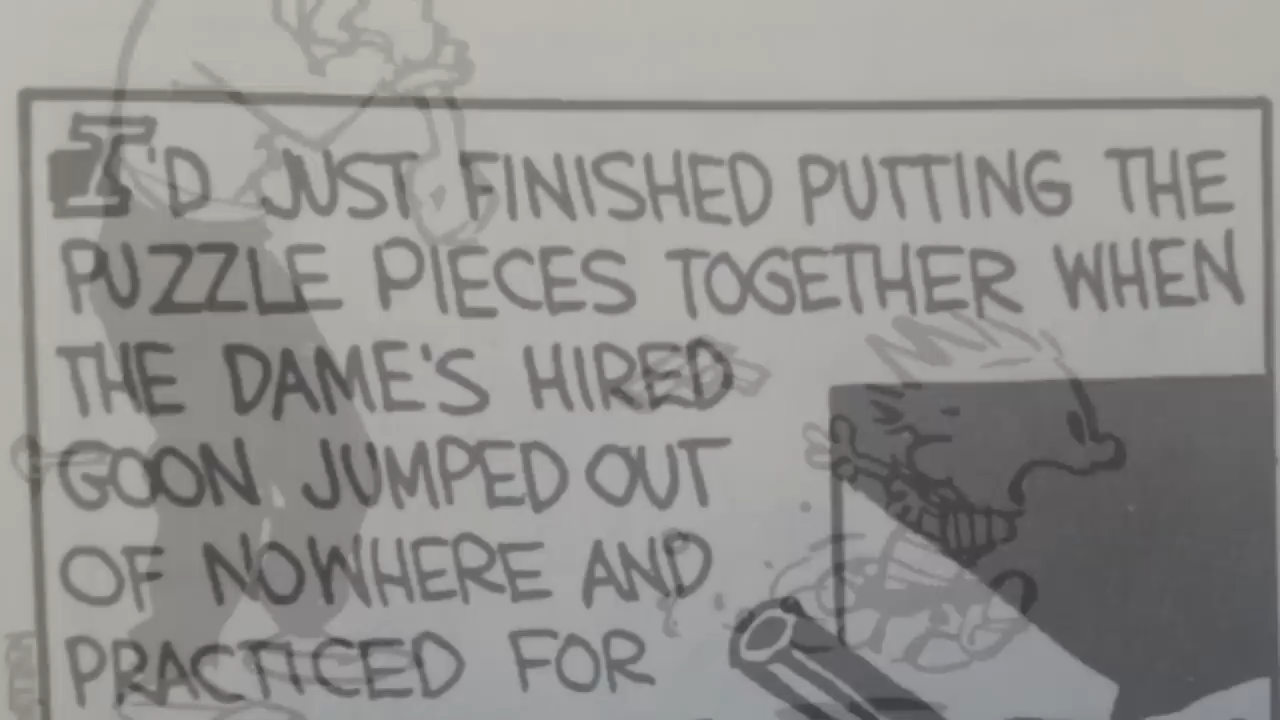 I'D JUST FINISHED PUTTING THE
PUZZLE PIECES TOGETHER WHEN
THE DAME'S HIRED
GOON JUMPED OUT
OF NOWHERE AND
PRACTICED FOR